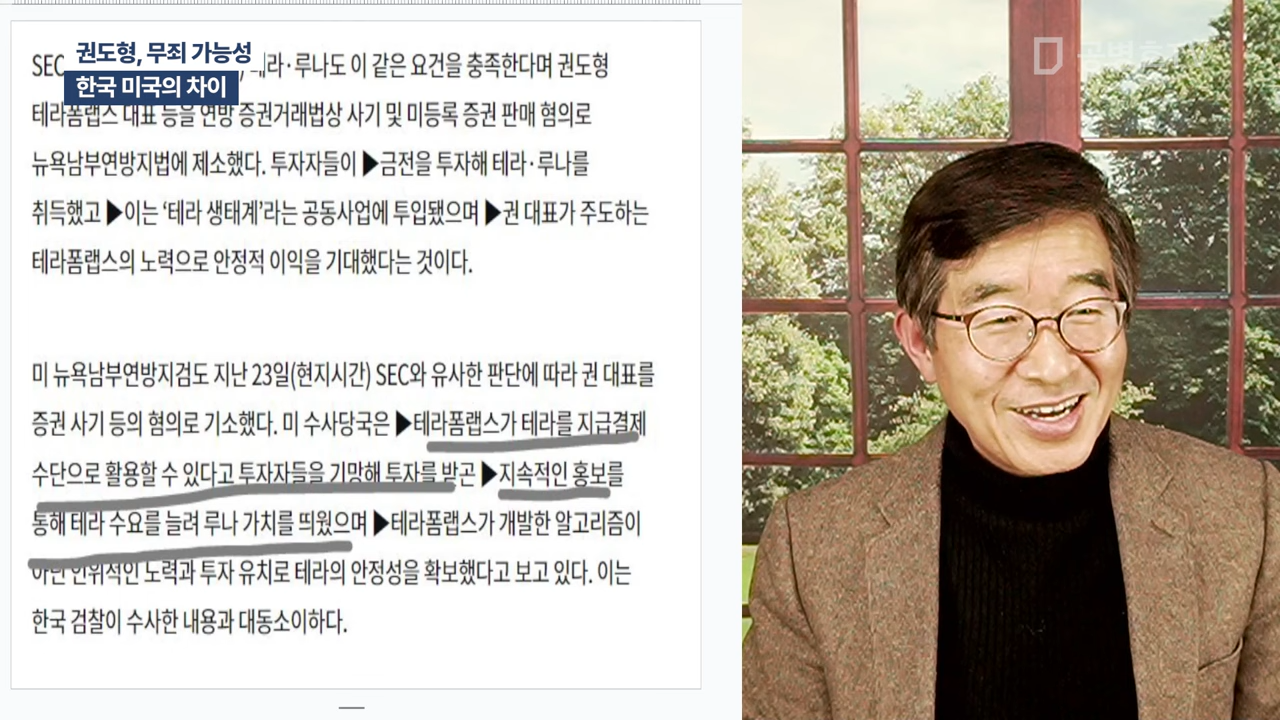 권도형, 무죄 가능성
한국 미국의 차이
SEC 라·루나도 이 같은 요건을 충족한다며 권도형
테라폼랩스 대표 등을 연방 증권거래법상 사기 및 미등록 증권 판매 혐의로
뉴욕남부연방지법에 제소했다. 투자자들이 ▶금전을 투자해 테라·루나를
취득했고 ▶이는 ‘테라 생태계’라는 공동사업에 투입됐으며 ▶권 대표가 주도하는
테라폼랩스의 노력으로 안정적 이익을 기대했다는 것이다.
미 뉴욕남부연방지검도 지난 23일(현지시간) SEC와 유사한 판단에 따라 권 대표를
증권 사기 등의 혐의로 기소했다. 미 수사당국은 ▶테라폼랩스가 테라를 지급결제
수단으로 활용할 수 있다고 투자자들을 기망해 투자를 받곤 ▶지속적인 홍보를
통해 테라 수요를 늘려 루나 가치를 띄웠으며 ▶테라폼랩스가 개발한 알고리즘이
아닌 인위적인 노력과 투자 유치로 테라의 안정성을 확보했다고 보고 있다. 이는
한국 검찰이 수사한 내용과 대동소이하다.